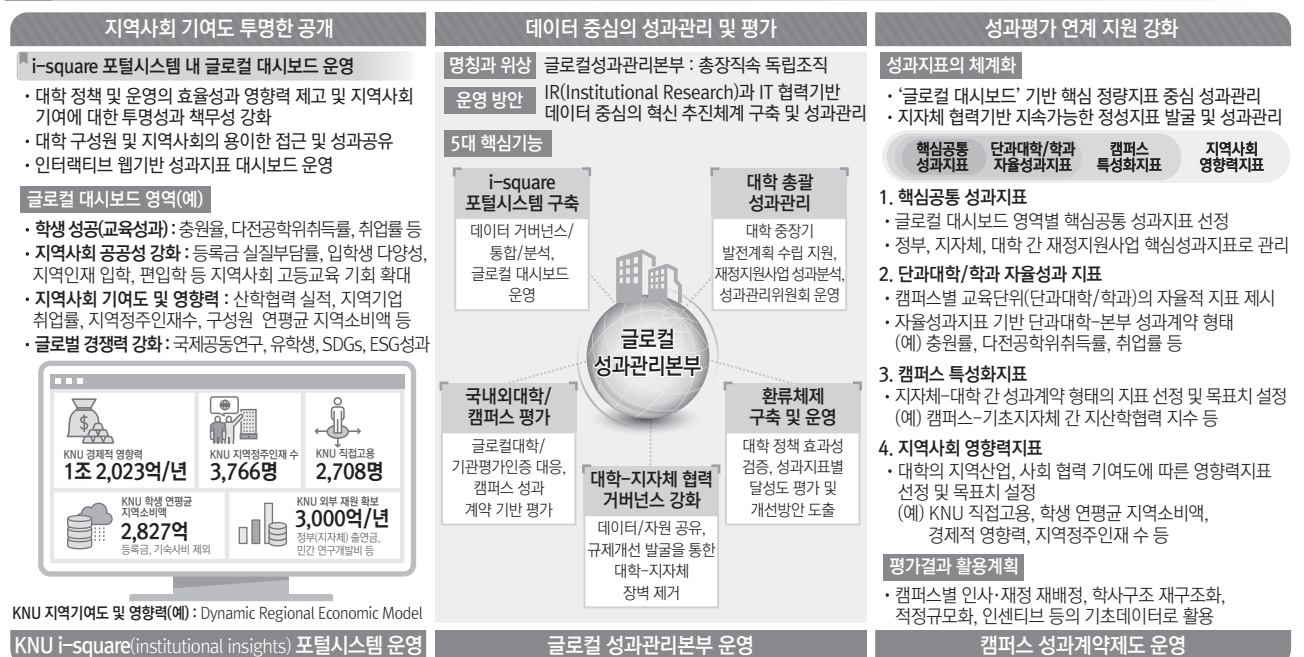 지역사회 기여도 투명한 공개
i-square 포털시스템 내 글로컬 대시보드 운영
· 대학 정책 및 운영의 효율성과 영향력 제고 및 지역사회
기여에 대한 투명성과 책무성 강화
· 대학 구성원 및 지역사회의 용이한 접근 및 성과공유
· 인터랙티브 웹기반 성과지표 대시보드 운영
글로컬 대시보드 영역(예)
· 학생 성공(교육성과) : 충원율, 다전공학위취득률, 취업률 등
· 지역사회 공공성 강화 : 등록금 실질부담률, 입학생 다양성,
지역인재 입학, 편입학 등 지역사회 고등교육 기회 확대
· 지역사회 기여도 및 영향력 : 산학협력 실적, 지역기업
취업률, 지역정주인재수, 구성원 연평균 지역소비액 등
· 글로벌 경쟁력 강화 : 국제공동연구, 유학생, SDGs, ESG성과
KNU 경제적 영향력
1조 2,023억/년
KNU 지역정주인재 수
3,766명
KNU 직접고용
2,708명
KNU 학생 연평균
지역소비액
2,827억
등록금, 기숙사비 제외
KNU 외부 재원 확보
3,000억/년
정부(지자체) 출연금,
민간 연구개발비 등
KNU 지역기여도 및 영향력(예) : Dynamic Regional Economic Model
KNU i-square(institutional insights) 포털시스템 운영
데이터 중심의 성과관리 및 평가
명칭과 위상 글로컬성과관리본부 : 총장직속 독립조직
운영 방안 IR(Institutional Research)과 IT 협력기반
데이터 중심의 혁신 추진체계 구축 및 성과관리
5대 핵심기능
i-square
포털시스템 구축
데이터 거버넌스/
통합/분석,
글로컬 대시보드
운영
대학 총괄
성과관리
대학 중장기
발전계획 수립 지원,
재정지원사업 성과분석,
성과관리위원회 운영
글로컬
성과관리본부
국내외대학/
캠퍼스 평가
글로컬대학/
기관평가인증 대응,
캠퍼스 성과
계약 기반 평가
대학-지자체 협력
거버넌스 강화
데이터/자원 공유,
규제개선 발굴을 통한
대학-지자체
장벽 제거
환류체제
구축 및 운영
대학 정책 효과성
검증, 성과지표별
달성도 평가 및
개선방안 도출
글로컬 성과관리본부 운영
성과평가 연계 지원 강화
성과지표의 체계화
· '글로컬 대시보드' 기반 핵심 정량지표 중심 성과관리
· 지자체 협력기반 지속가능한 정성지표 발굴 및 성과관리
핵심공통
성과지표
단과대학/학과
자율성과지표
캠퍼스
특성화지표
지역사회
영향력지표
1. 핵심공통 성과지표
· 글로컬 대시보드 영역별 핵심공통 성과지표 선정
· 정부, 지자체, 대학 간 재정지원사업 핵심성과지표로 관리
2. 단과대학/학과 자율성과 지표
· 캠퍼스별 교육단위(단과대학/학과)의 자율적 지표 제시
· 자율성과지표 기반 단과대학-본부 성과계약 형태
(예) 충원률, 다전공학위취득률, 취업률 등
3. 캠퍼스 특성화지표
· 지자체-대학 간 성과계약 형태의 지표 선정 및 목표치 설정
(예) 캠퍼스-기초지자체 간 지산학협력 지수 등
4. 지역사회 영향력지표
· 대학의 지역산업, 사회 협력 기여도에 따른 영향력지표
선정 및 목표치 설정
(예) KNU 직접고용, 학생 연평균 지역소비액,
경제적 영향력, 지역정주인재 수 등
평가결과 활용계획
· 캠퍼스별 인사·재정 재배정, 학사구조 재구조화,
적정규모화, 인센티브 등의 기초데이터로 활용
캠퍼스 성과계약제도 운영